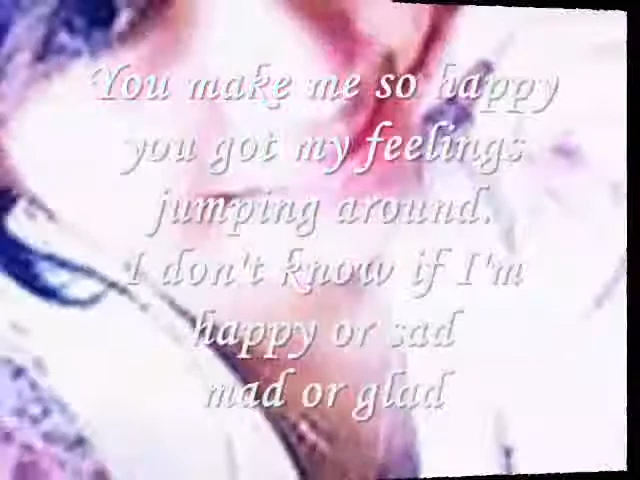 You make me so happy
you got my feelings
jumping around.
I don't know if I'm
happy or sad
mad or glad